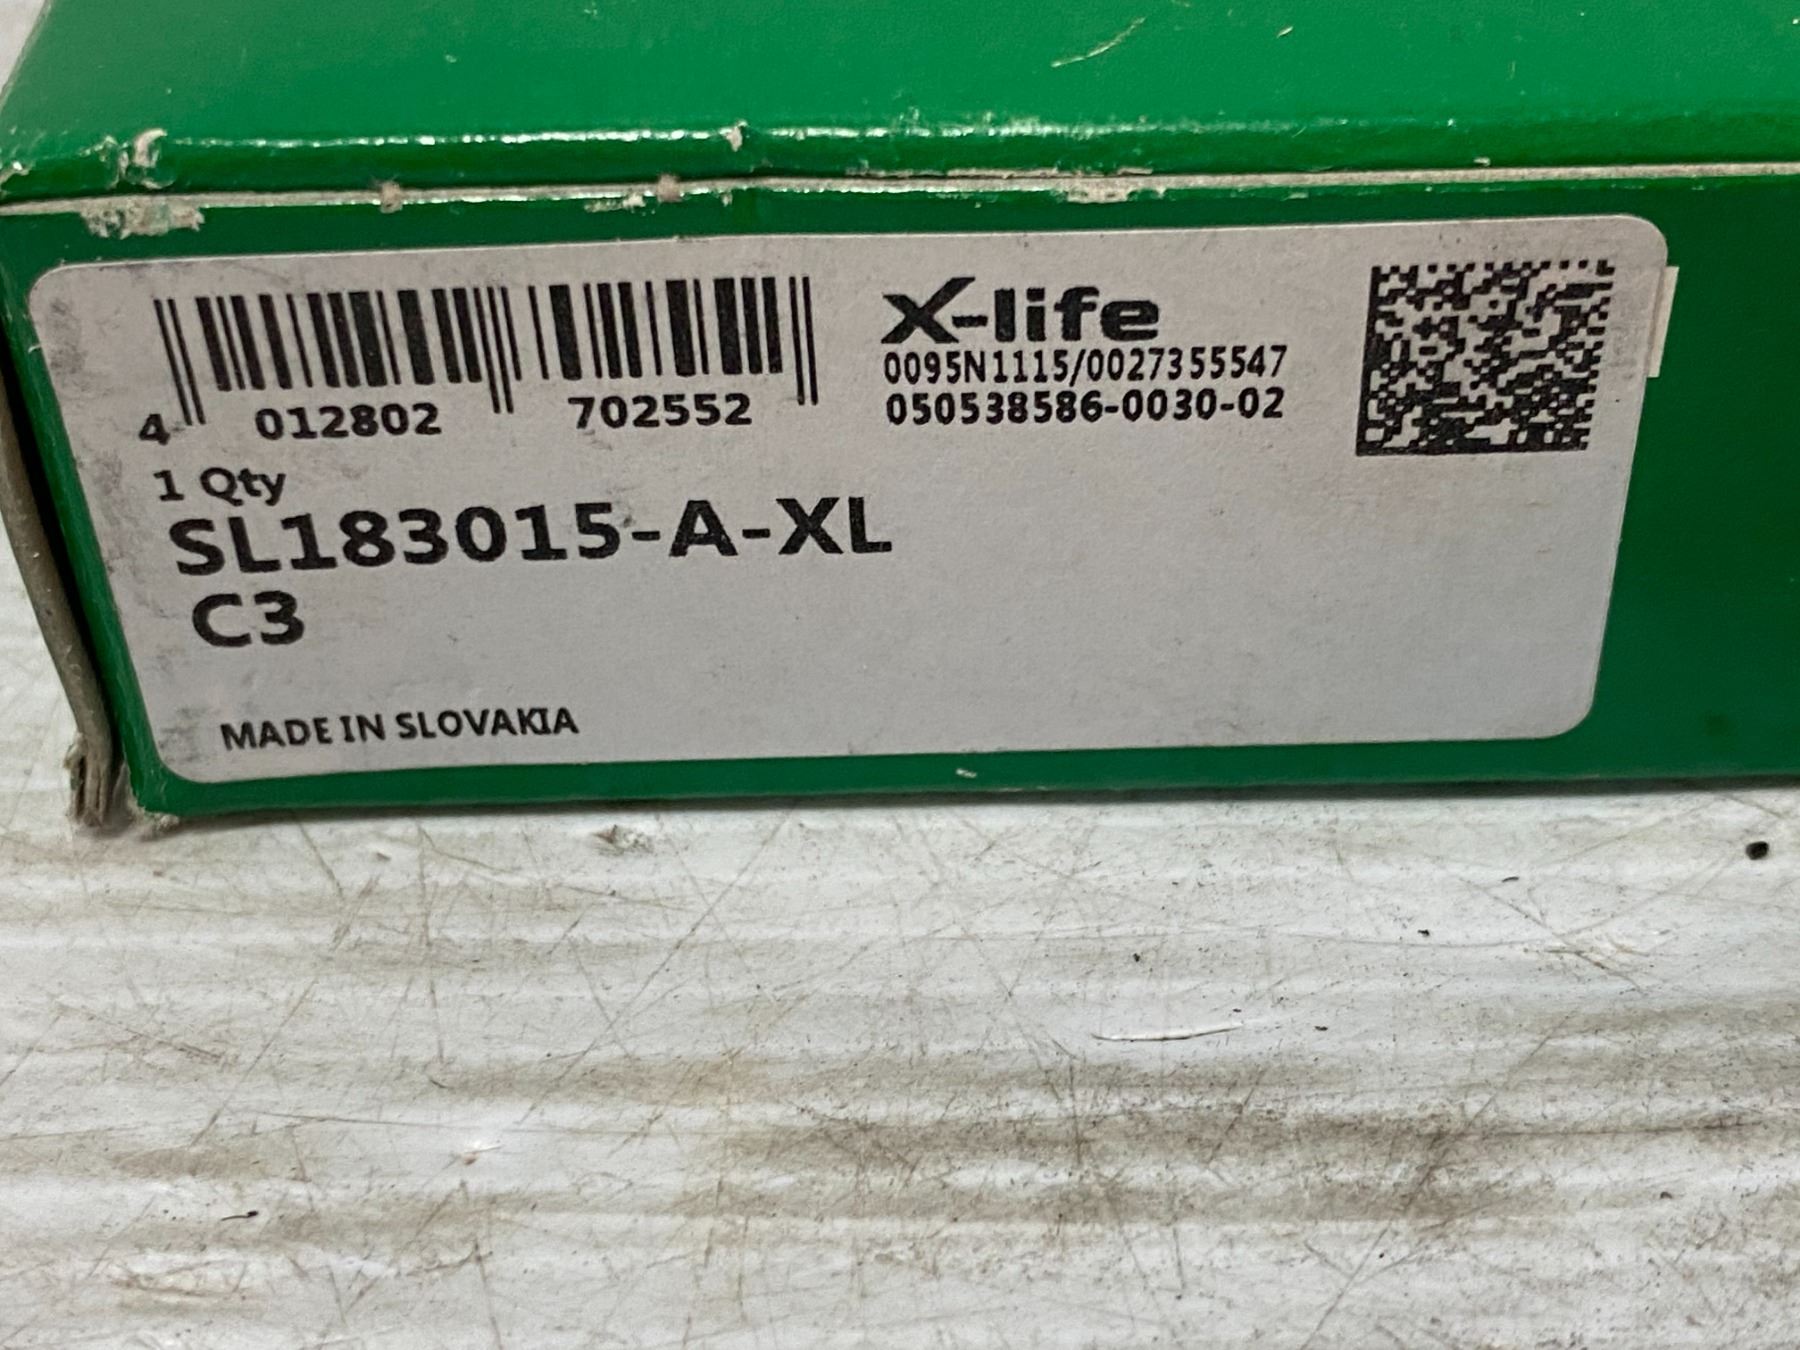 4 012802 702552
X-life
0095N1115/0027355547
050538586-0030-02
1 Qty
SL183015-A-XL
C3
MADE IN SLOVAKIA